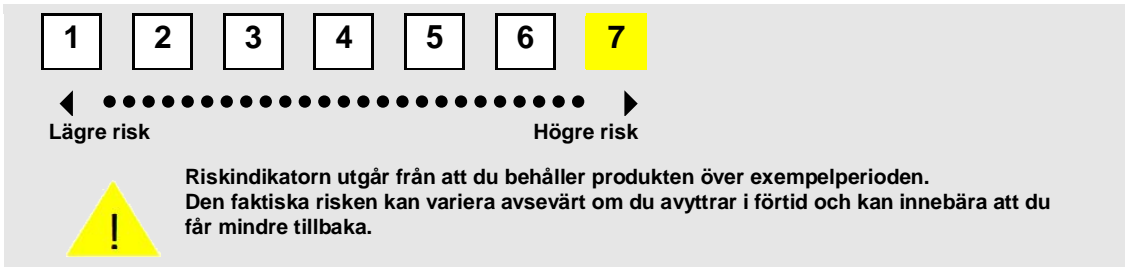 1 2 3 4 5 6 7
Lägre risk Högre risk
Riskindikatorn utgår från att du behåller produkten över exempelperioden.
Den faktiska risken kan variera avsevärt om du avyttrar i förtid och kan innebära att du
får mindre tillbaka.
!